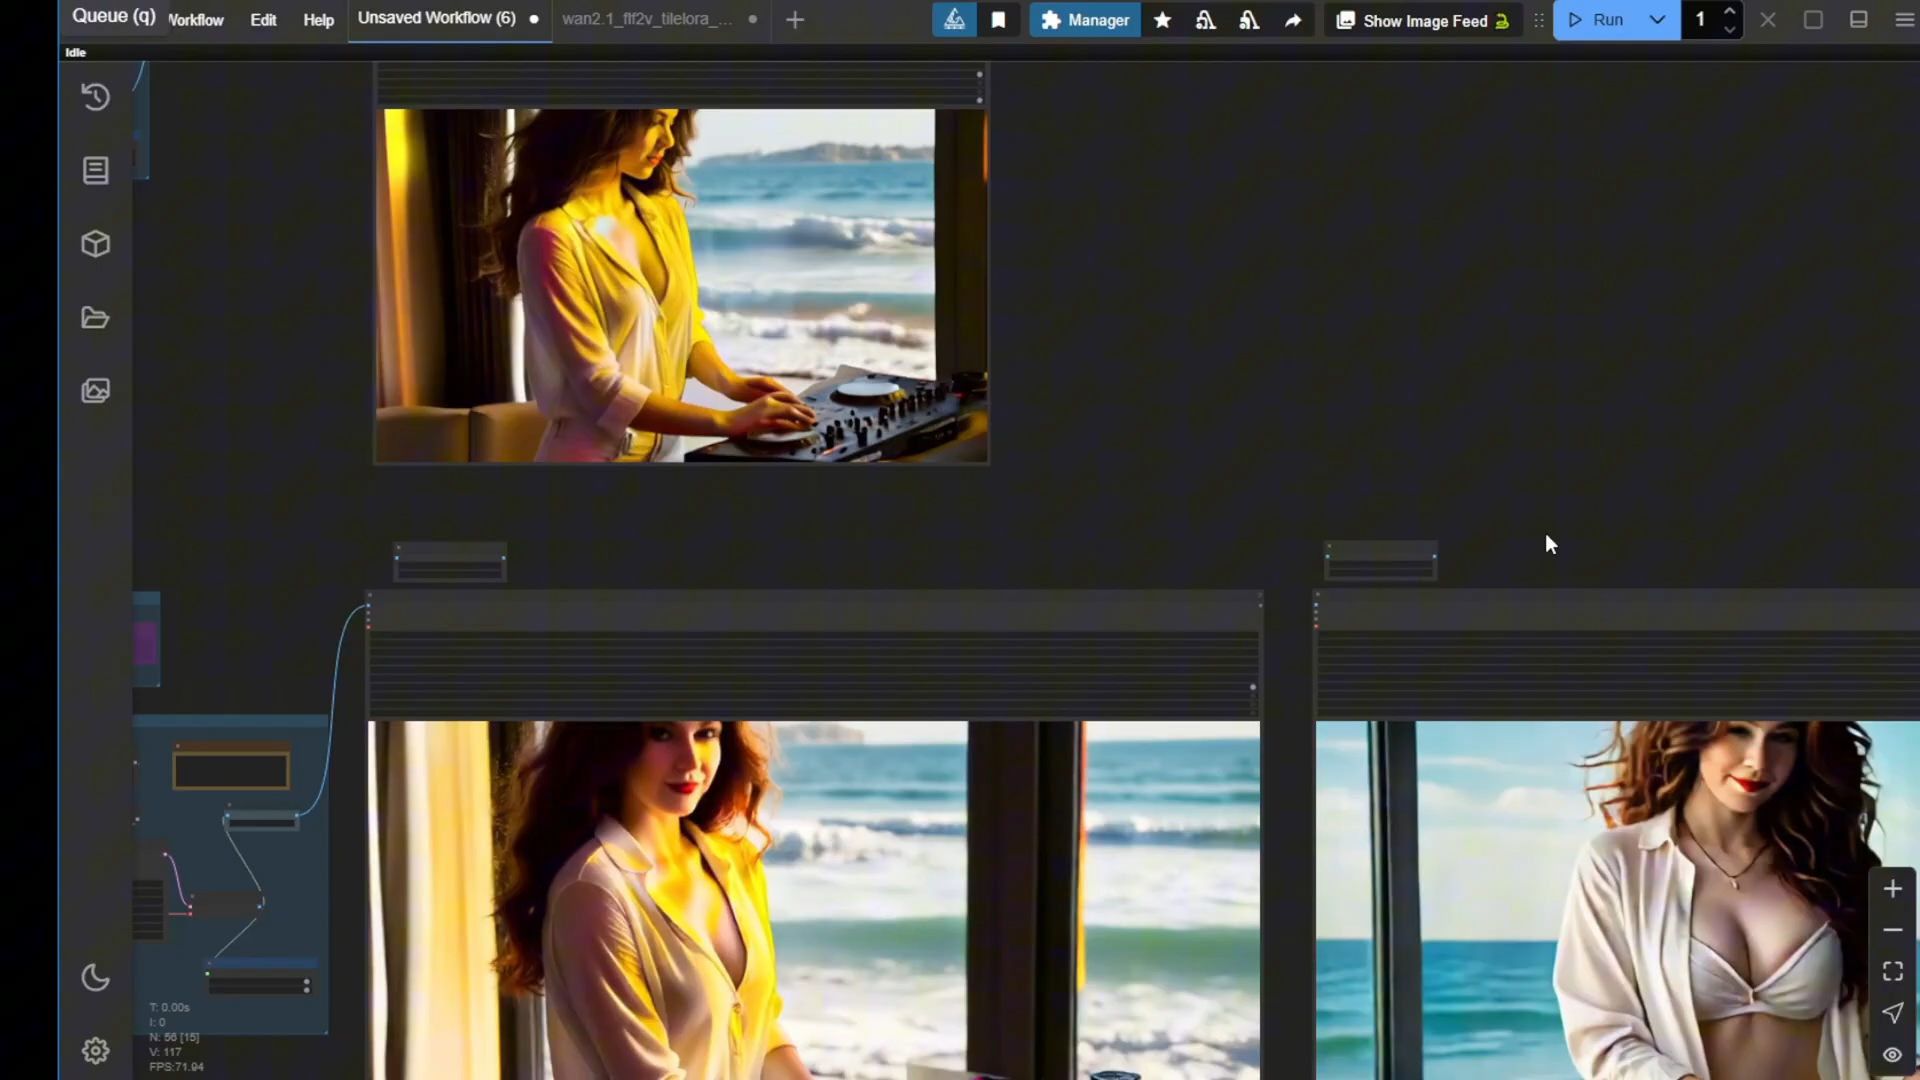 Queue (q)
Workflow
Edit
Help
Unsaved Workflow (6)
wan2.1_flf2v_tilelora_...
Manager
Show Image Feed
Run
1
Idle
T: 0.00s
I: 0
N: 56 [15]
V: 117
FPS:71.94